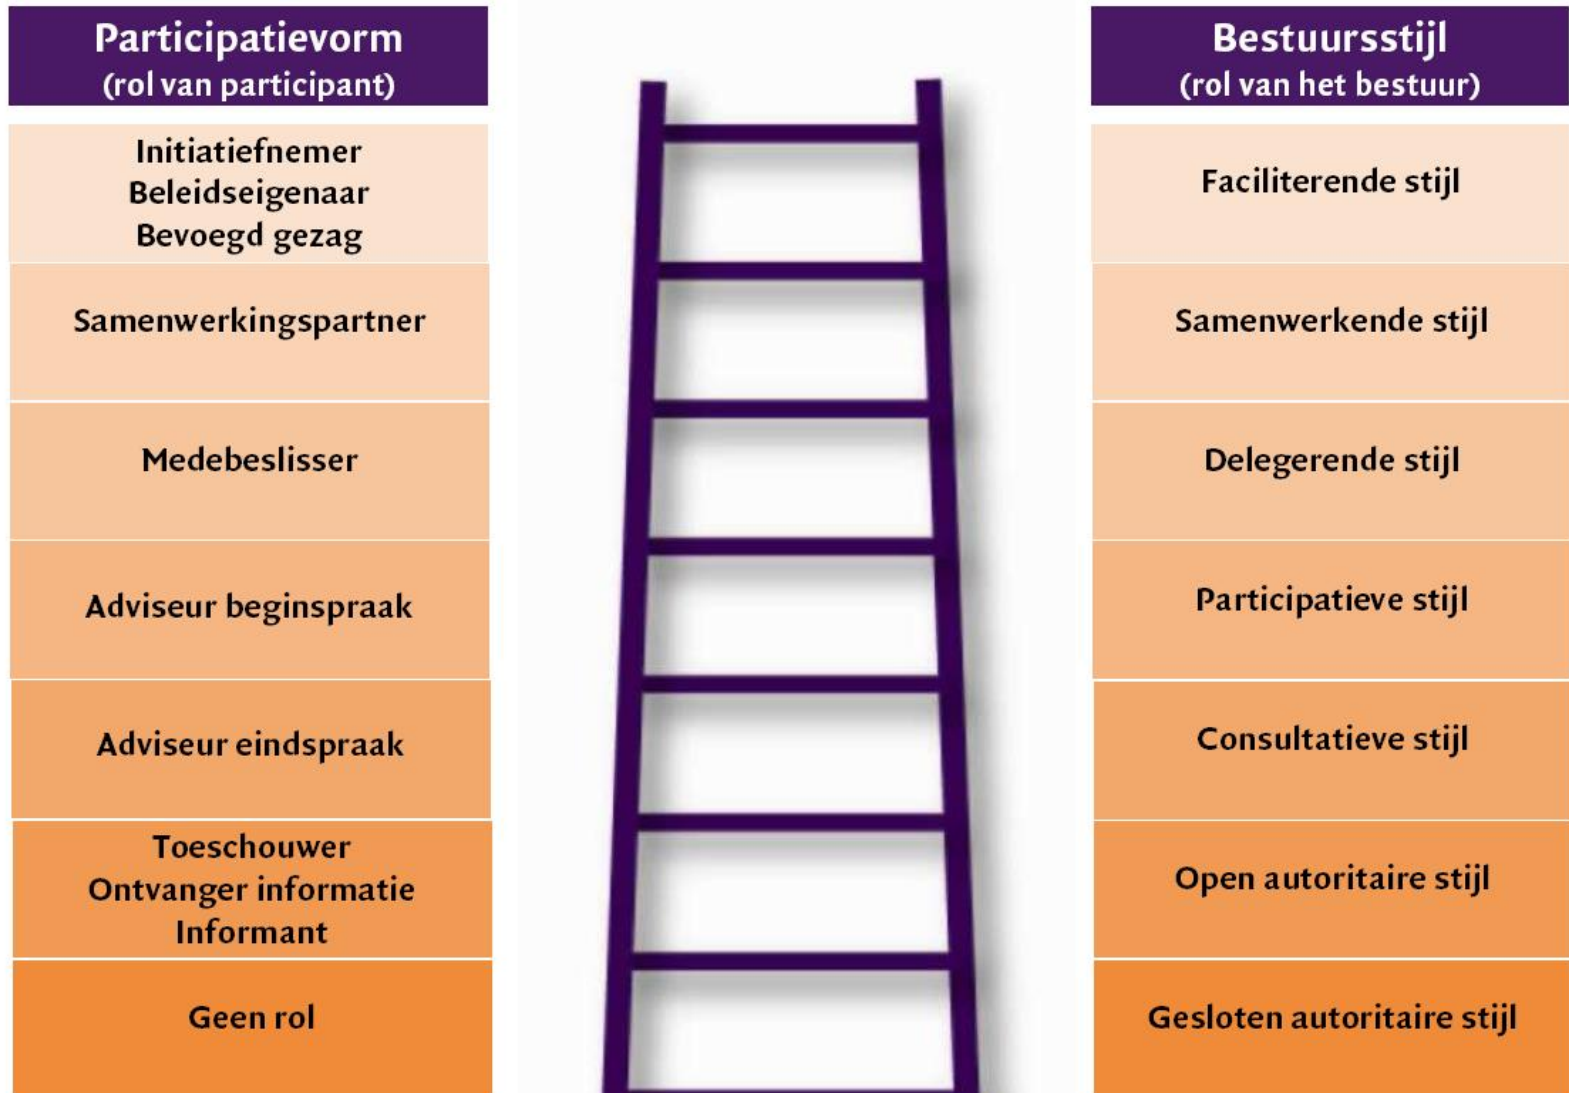 Participatievorm
(rol van participant)
Initiatiefnemer
Beleidseigenaar
Bevoegd gezag
Samenwerkingspartner
Medebeslisser
Adviseur beginspraak
Adviseur eindspraak
Toeschouwer
Ontvanger informatie
Informant
Geen rol
Bestuursstijl
(rol van het bestuur)
Faciliterende stijl
Samenwerkende stijl
Delegerende stijl
Participatieve stijl
Consultatieve stijl
Open autoritaire stijl
Gesloten autoritaire stijl